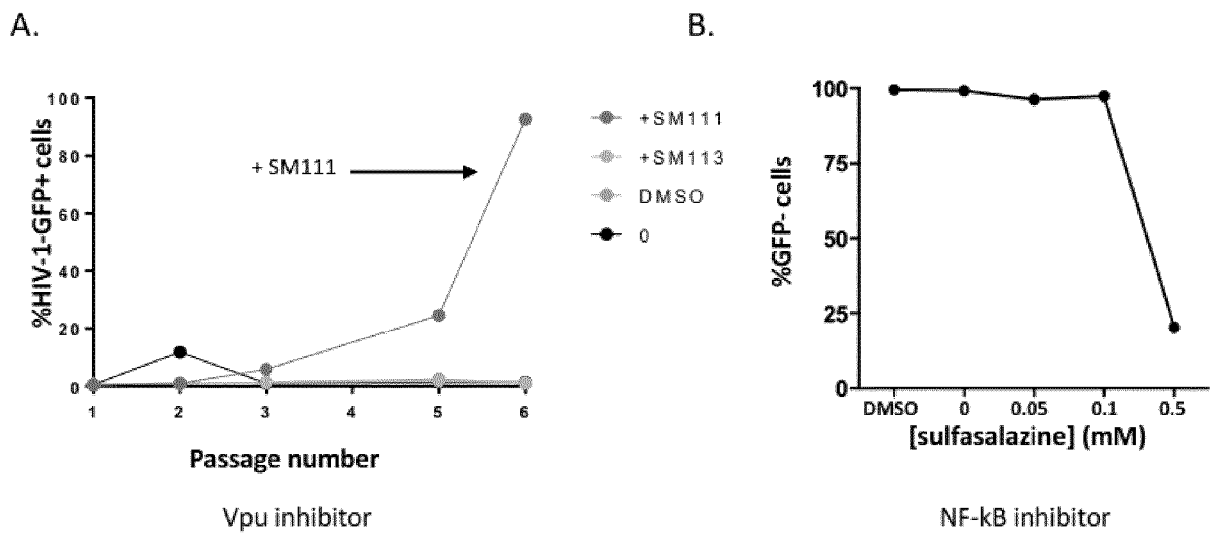 A.
B.
%HIV-1-GFP+ cells
100
80
60
40
20
0
1 2 3 4 5 6
Passage number
+ SM111
+SM111
+SM113
DMSO
0
Vpu inhibitor
%GFP- cells
100
75
50
25
0
DMSO 0 0.05 0.1 0.5
[sulfasalazine] (mM)
NF-kB inhibitor